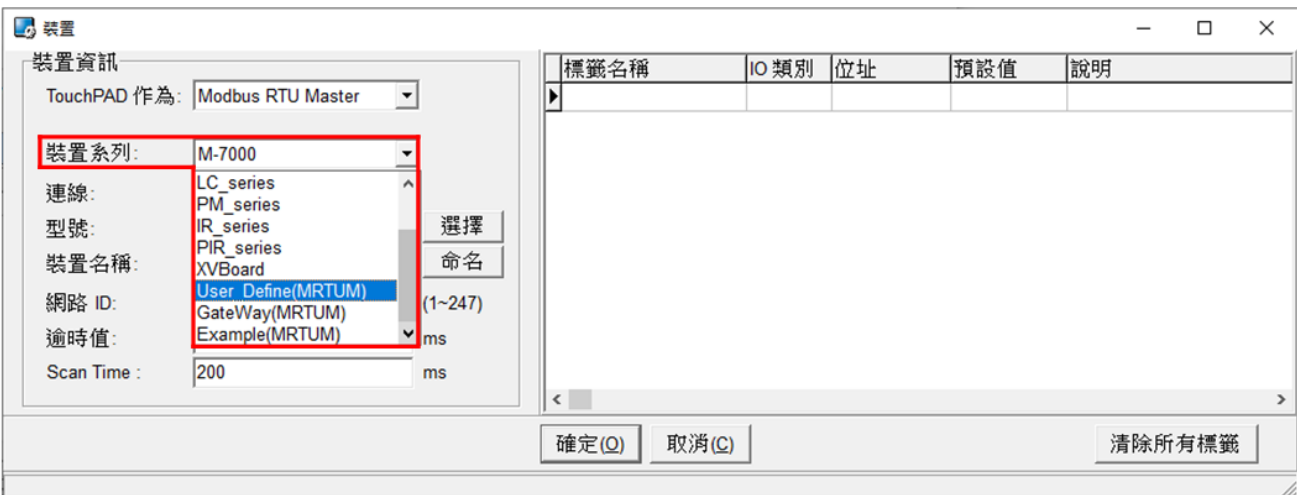 裝置
裝置資訊
TouchPAD 作為: Modbus RTU Master
裝置系列: M-7000
LC_series
PM_series
IR_series
PIR_series
XVBoard
User_Define(MRTUM)
GateWay(MRTUM)
Example(MRTUM)
連線:
型號: 選擇
裝置名稱: 命名
網路 ID: (1~247)
逾時值: ms
Scan Time : 200 ms
標籤名稱 IO 類別 位址 預設值 說明
確定(O) 取消(C) 清除所有標籤